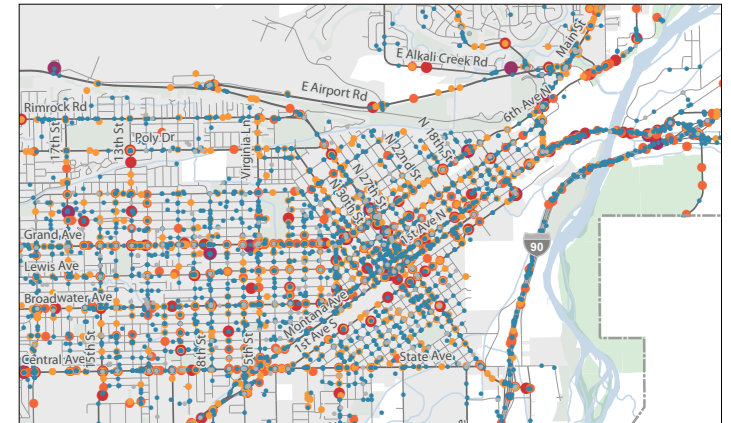 Main St
E Alkali Creek Rd
E Airport Rd
6th Ave N
Rimrock Rd
17th St
13th St
Poly Dr
Virginia Ln
N 18th St
N 22nd St
N 27th St
N 30th St
1st Ave N
90
Grand Ave
Lewis Ave
Broadwater Ave
Montana Ave
1st Ave S
15th St
8th St
5th St
Central Ave
State Ave